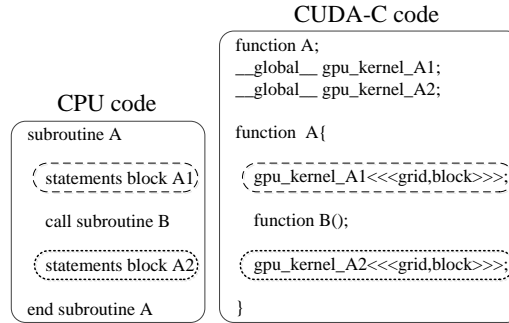 CPU code
subroutine A
statements block A1
call subroutine B
statements block A2
end subroutine A
CUDA-C code
function A;
__global__ gpu_kernel_A1;
__global__ gpu_kernel_A2;
function A{
gpu_kernel_A1<<<grid,block>>>;
function B();
gpu_kernel_A2<<<grid,block>>>;
}